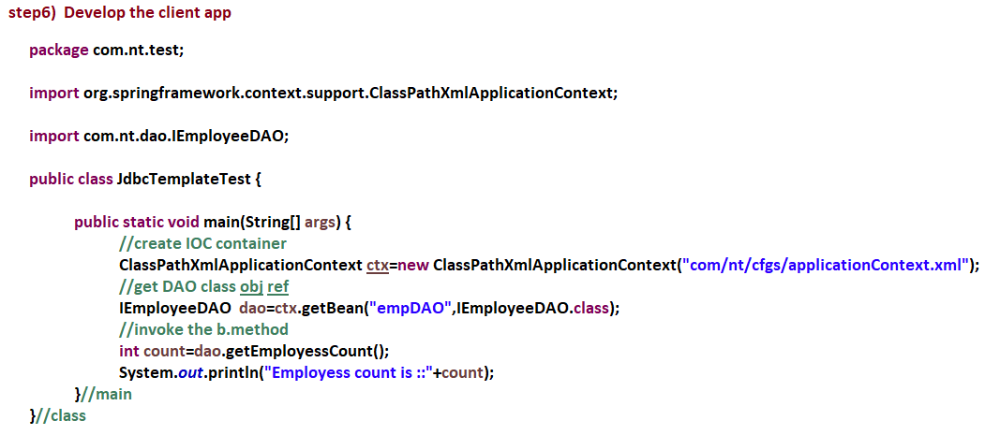 step6) Develop the client app
package com.nt.test;
import org.springframework.context.support.ClassPathXmlApplicationContext;
import com.nt.dao.IEmployeeDAO;
public class JdbcTemplateTest {
public static void main(String[] args) {
//create IOC container
ClassPathXmlApplicationContext ctx=new ClassPathXmlApplicationContext("com/nt/cfgs/applicationContext.xml");
//get DAO class obj ref
IEmployeeDAO dao=ctx.getBean("empDAO",IEmployeeDAO.class);
//invoke the b.method
int count=dao.getEmployessCount();
System.out.println("Employess count is ::"+count);
}//main
}//class